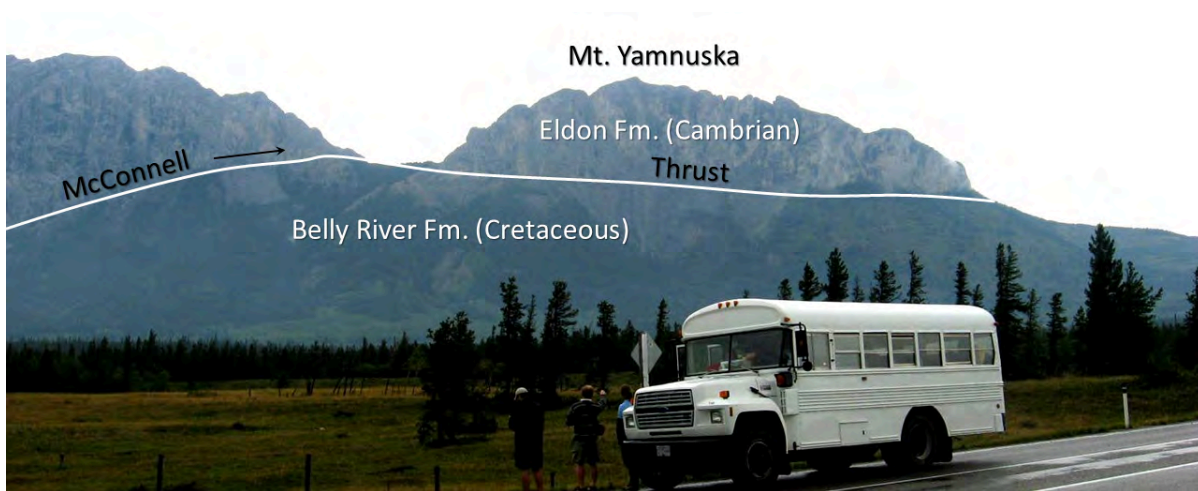 Mt. Yamnuska
Eldon Fm. (Cambrian)
McConnell
Thrust
Belly River Fm. (Cretaceous)